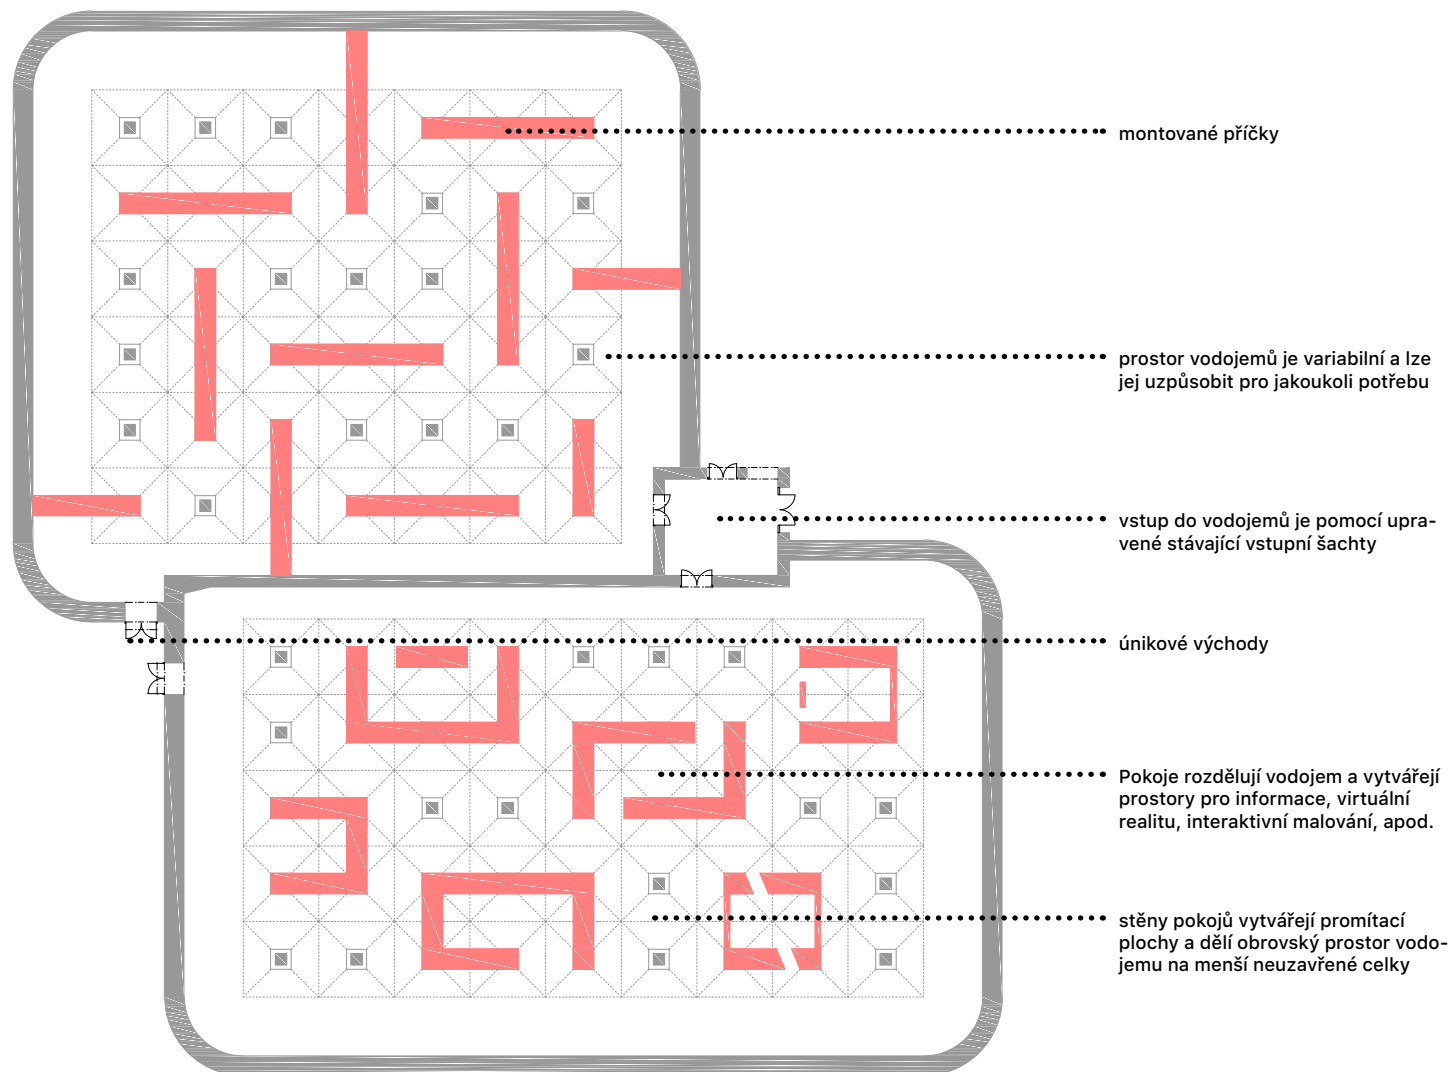 montované příčky
prostor vodojemů je variabilní a lze
jej uzpůsobit pro jakoukoli potřebu
vstup do vodojemů je pomocí upra-
vené stávající vstupní šachty
únikové východy
Pokoje rozdělují vodojem a vytvářejí
prostory pro informace, virtuální
realitu, interaktivní malování, apod.
stěny pokojů vytvářejí promítací
plochy a dělí obrovský prostor vodo-
jemu na menší neuzavřené celky